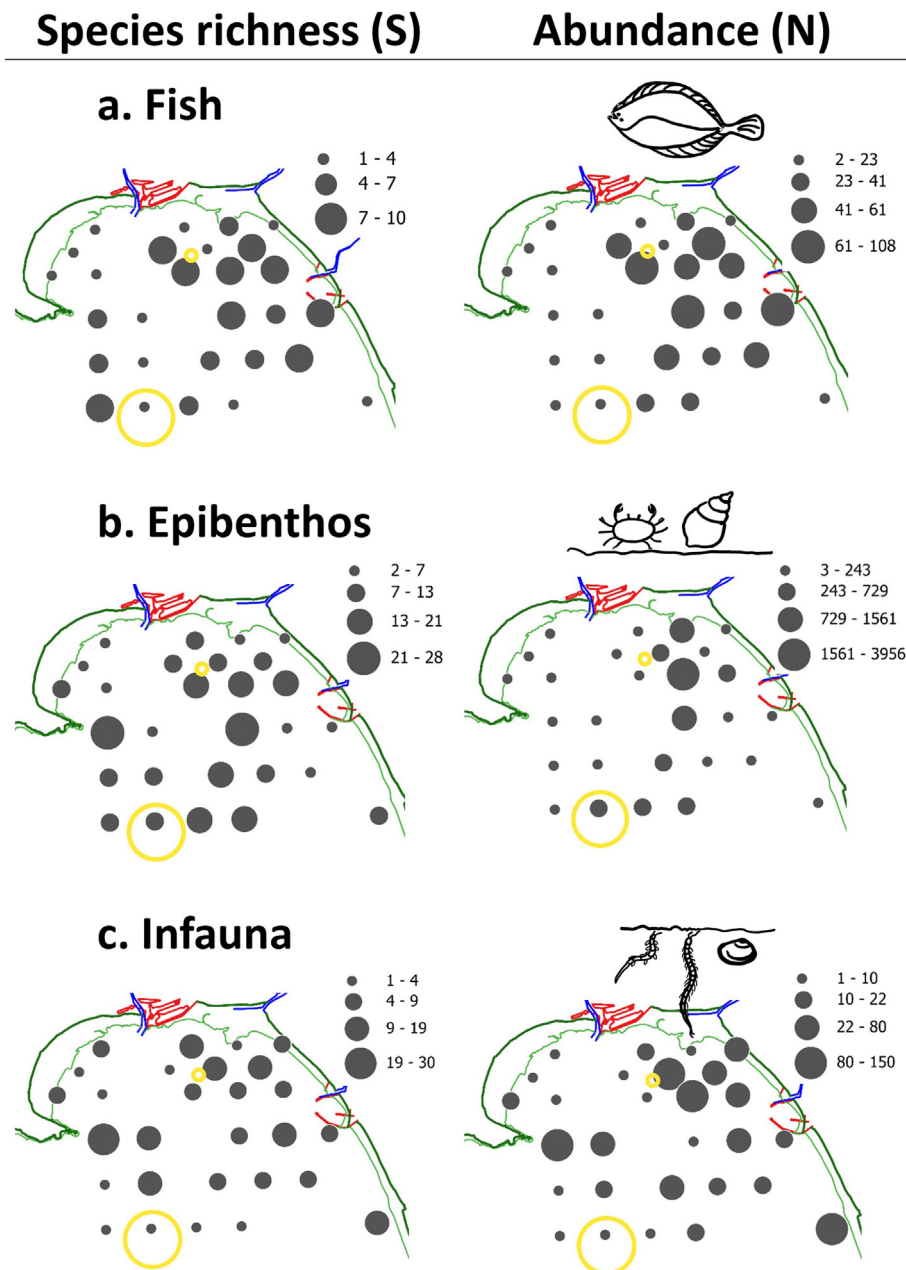 Species richness (S) Abundance (N)
a. Fish
1 - 4
4 - 7
7 - 10
2 - 23
23 - 41
41 - 61
61 - 108
b. Epibenthos
2 - 7
7 - 13
13 - 21
21 - 28
3 - 243
243 - 729
729 - 1561
1561 - 3956
c. Infauna
1 - 4
4 - 9
9 - 19
19 - 30
1 - 10
10 - 22
22 - 80
80 - 150